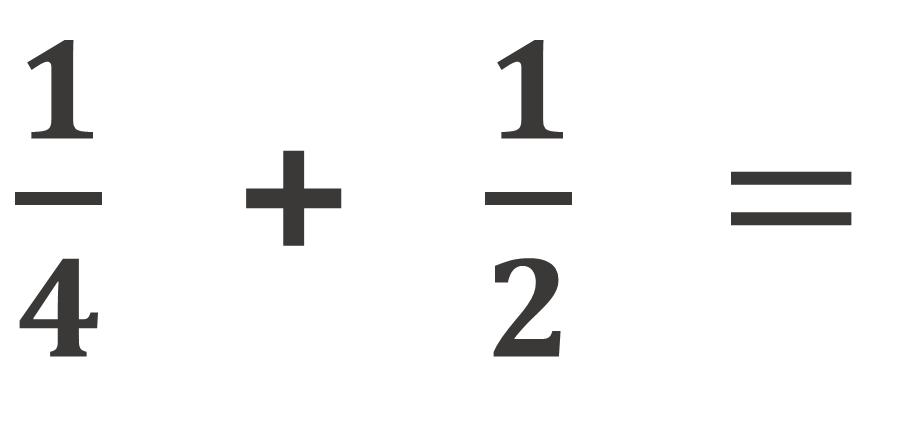 1/4 + 1/2 =